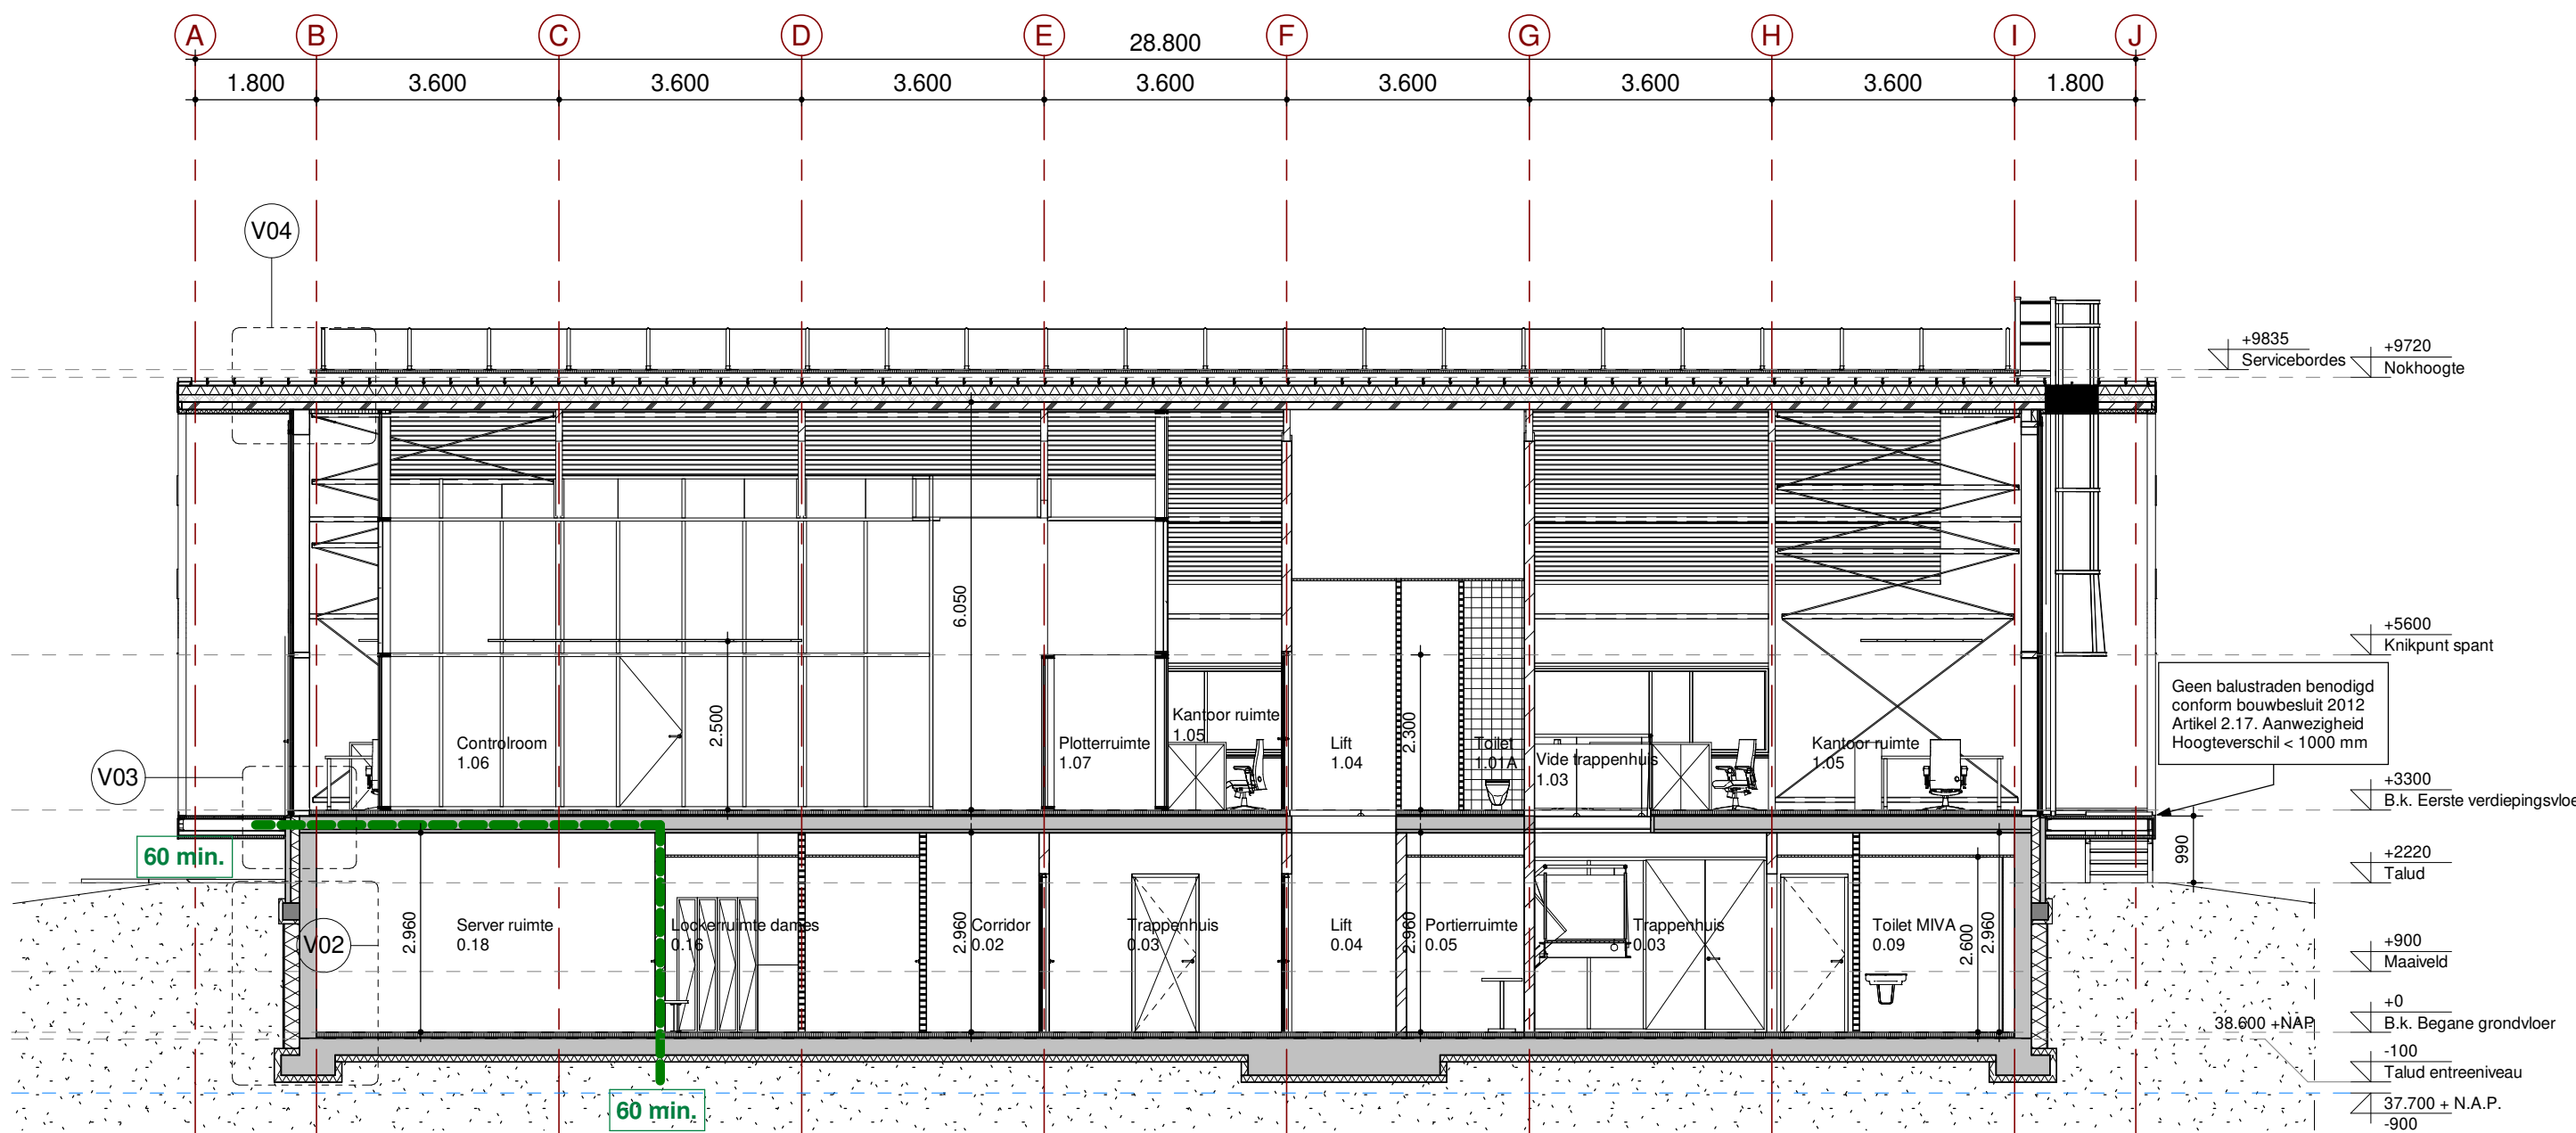 A B C D E F G H I J
28.800
1.800 3.600 3.600 3.600 3.600 3.600 3.600 3.600 1.800
V04
+9835
Servicebordes
+9720
Nokhoogte
6.050
+5600
Knikpunt spant
Geen balustraden benodigd
conform bouwbesluit 2012
Artikel 2.17. Aanwezigheid
Hoogteverschil < 1000 mm
2.500
2.300
Controlroom
1.06
Plotterruimte
1.07
Kantoor ruimte
1.05
Lift
1.04
Toilet
1.01A
Vide trappenhuis
1.03
Kantoor ruimte
1.05
V03
+3300
B.k. Eerste verdiepingsvloe
60 min.
990
+2220
Talud
V02
2.960
Server ruimte
0.18
Lockerruimte dames
0.16
2.960
Corridor
0.02
Trappenhuis
0.03
Lift
0.04
2.960
Portierruimte
0.05
Trappenhuis
0.03
Toilet MIVA
0.09
2.600
2.960
+900
Maaiveld
+0
B.k. Begane grondvloer
38.600 +NAP
-100
Talud entreeniveau
60 min.
37.700 + N.A.P.
-900